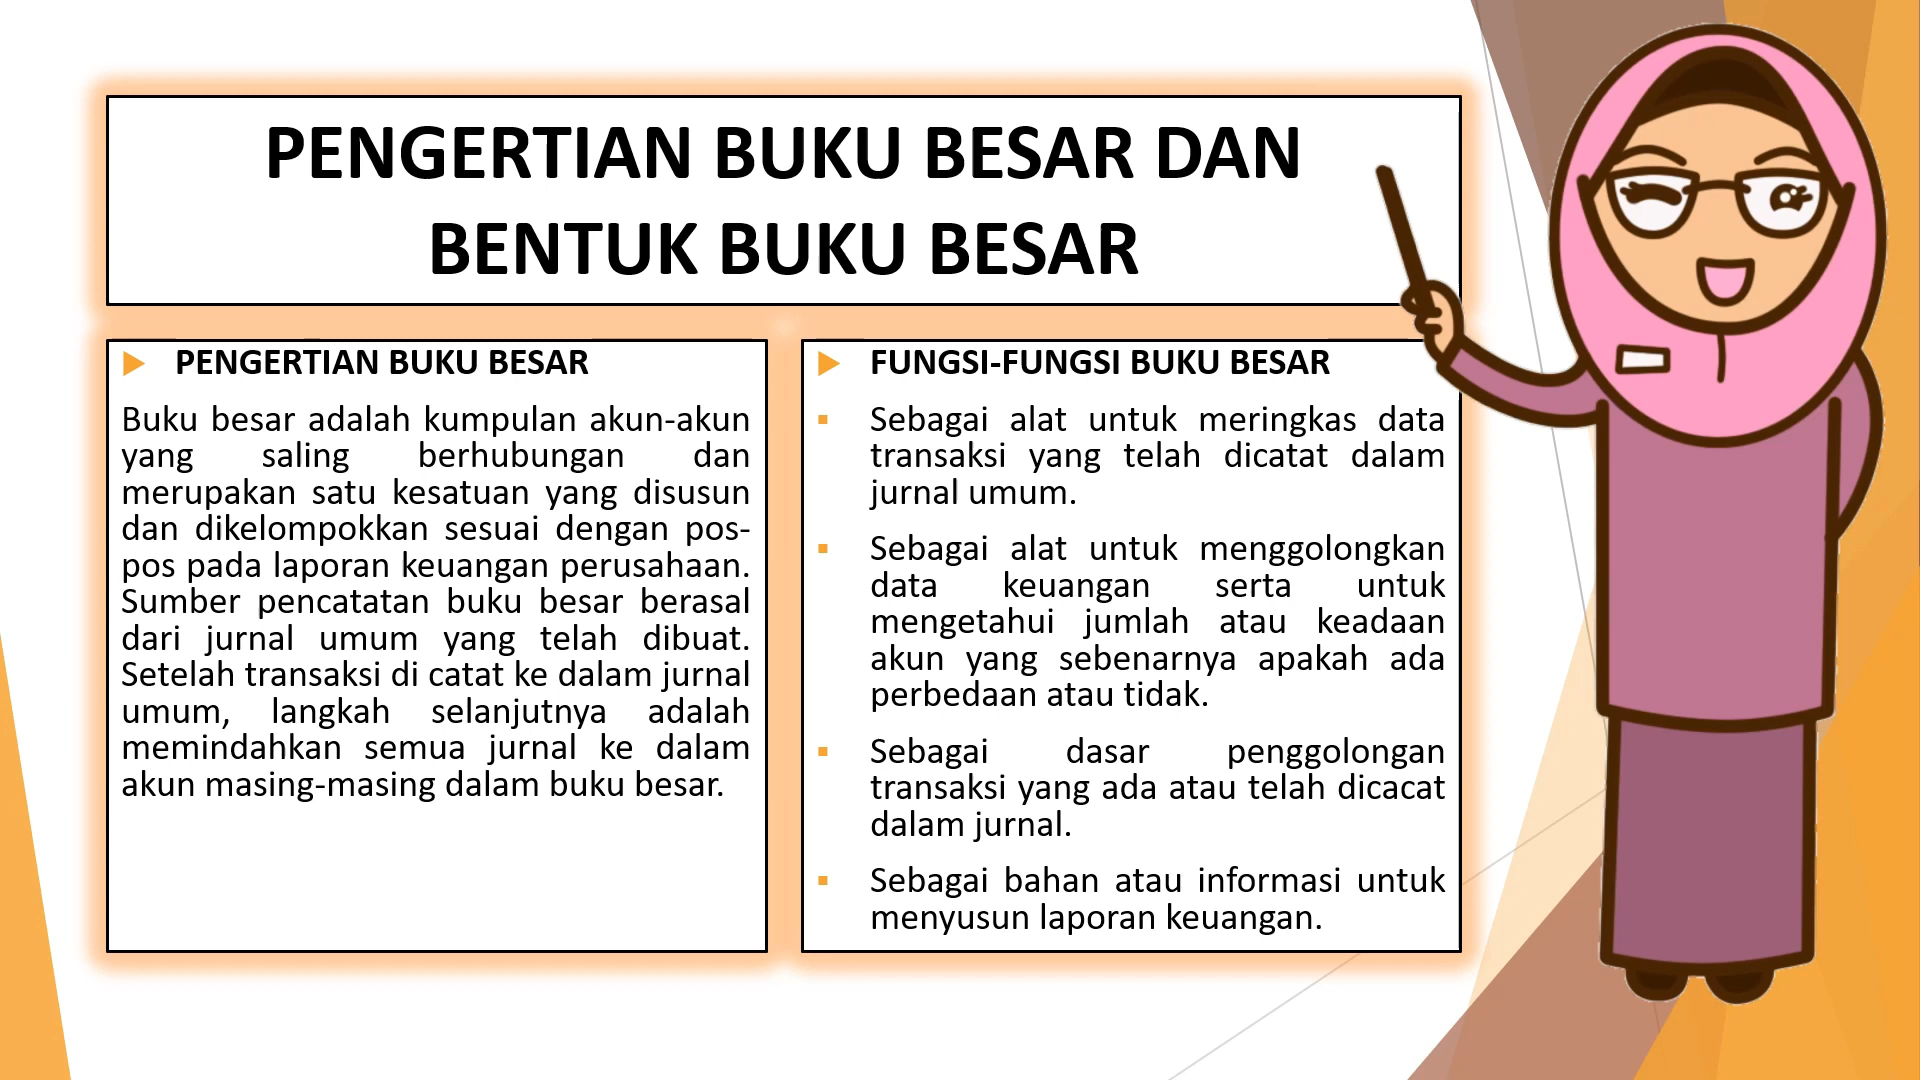 PENGERTIAN BUKU BESAR DAN
BENTUK BUKU BESAR
PENGERTIAN BUKU BESAR
Buku besar adalah kumpulan akun-akun
yang saling berhubungan dan
merupakan satu kesatuan yang disusun
dan dikelompokkan sesuai dengan pos-
pos pada laporan keuangan perusahaan.
Sumber pencatatan buku besar berasal
dari jurnal umum yang telah dibuat.
Setelah transaksi di catat ke dalam jurnal
umum, langkah selanjutnya adalah
memindahkan semua jurnal ke dalam
akun masing-masing dalam buku besar.
FUNGSI-FUNGSI BUKU BESAR
Sebagai alat untuk meringkas data
transaksi yang telah dicatat dalam
jurnal umum.
Sebagai alat untuk menggolongkan
data keuangan serta untuk
mengetahui jumlah atau keadaan
akun yang sebenarnya apakah ada
perbedaan atau tidak.
Sebagai dasar penggolongan
transaksi yang ada atau telah dicacat
dalam jurnal.
Sebagai bahan atau informasi untuk
menyusun laporan keuangan.